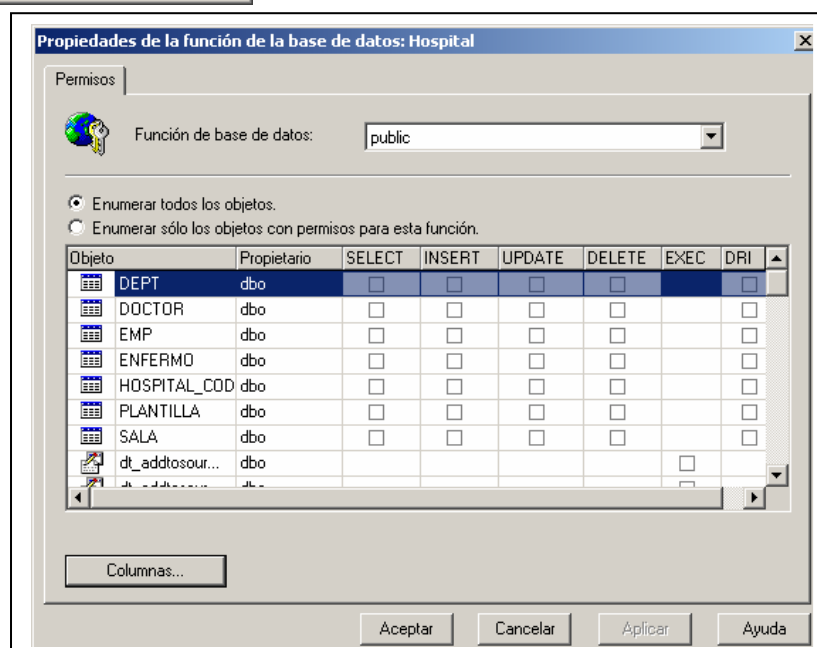 Propiedades de la función de la base de datos: Hospital
Permisos
Función de base de datos: public
Enumerar todos los objetos.
Enumerar sólo los objetos con permisos para esta función.
Objeto Propietario SELECT INSERT UPDATE DELETE EXEC DRI
DEPT dbo
DOCTOR dbo
EMP dbo
ENFERMO dbo
HOSPITAL_COD dbo
PLANTILLA dbo
SALA dbo
dt_addtosour... dbo
dt_addtosour... dbo
Columnas...
Aceptar Cancelar Aplicar Ayuda